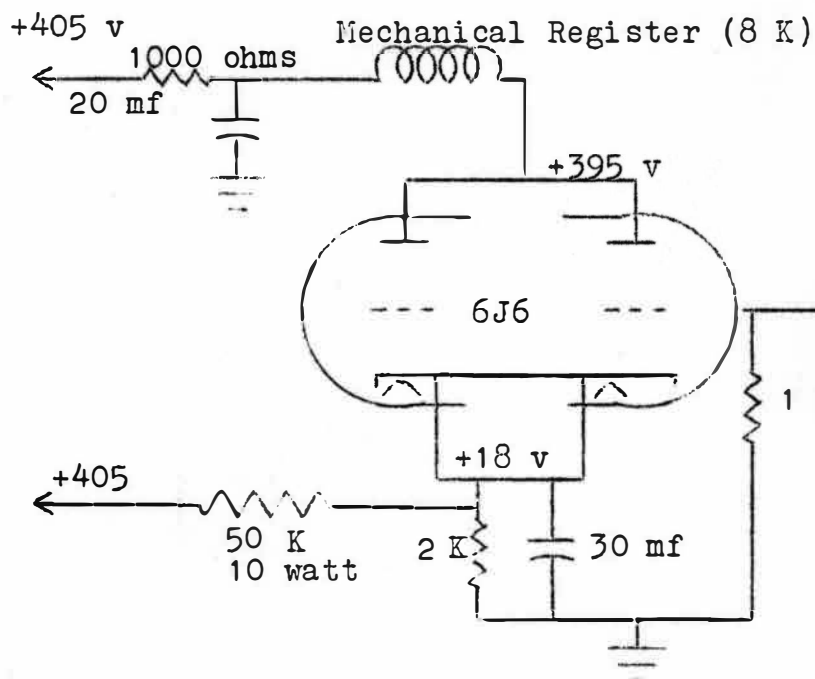 +405 v
Mechanical Register (8 K)
1000 ohms
20 mf
+395 v
6J6
1
+18 v
+405
50 K
10 watt
2 K
30 mf